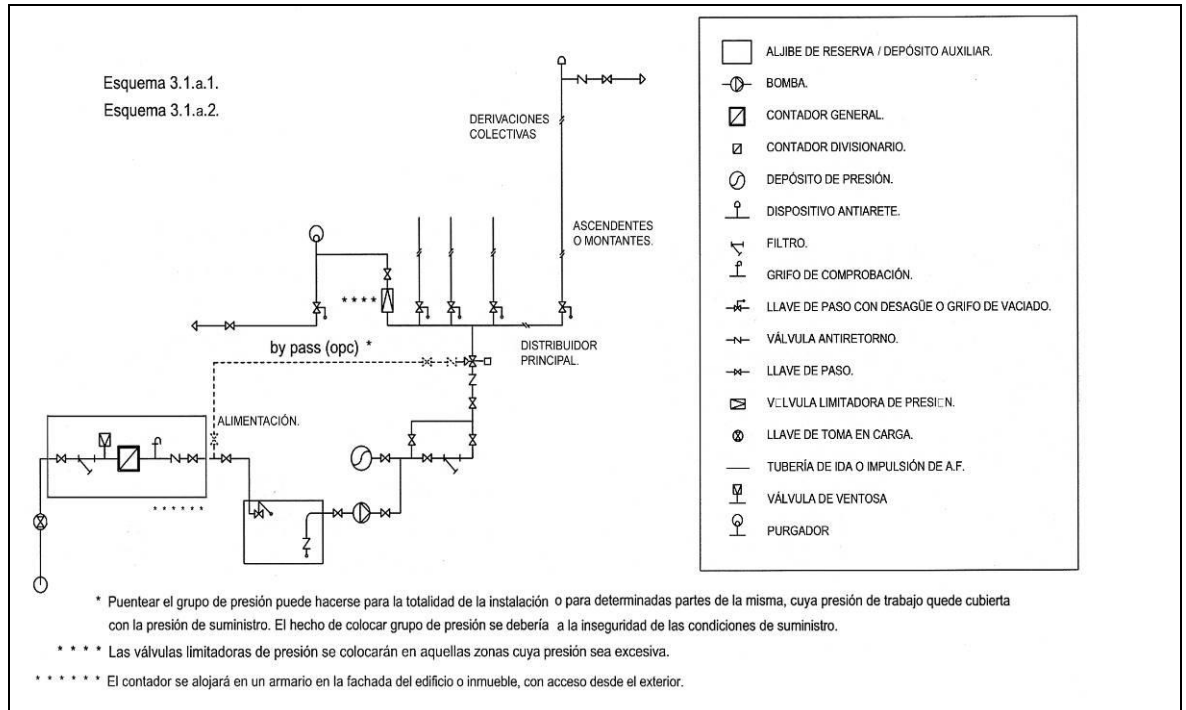 Esquema 3.1.a.1.
Esquema 3.1.a.2.
DERIVACIONES
COLECTIVAS
ASCENDENTES
O MONTANTES.
* * * *
by pass (opc) *
DISTRIBUIDOR
PRINCIPAL.
ALIMENTACIÓN.
* * * * * *
ALJIBE DE RESERVA / DEPÓSITO AUXILIAR.
BOMBA.
CONTADOR GENERAL.
CONTADOR DIVISIONARIO.
DEPÓSITO DE PRESIÓN.
DISPOSITIVO ANTIARETE.
FILTRO.
GRIFO DE COMPROBACIÓN.
LLAVE DE PASO CON DESAGÜE O GRIFO DE VACIADO.
VÁLVULA ANTIRETORNO.
LLAVE DE PASO.
V□LVULA LIMITADORA DE PRESI□N.
LLAVE DE TOMA EN CARGA.
TUBERÍA DE IDA O IMPULSIÓN DE A.F.
VÁLVULA DE VENTOSA
PURGADOR
* Puentear el grupo de presión puede hacerse para la totalidad de la instalación o para determinadas partes de la misma, cuya presión de trabajo quede cubierta
con la presión de suministro. El hecho de colocar grupo de presión se debería a la inseguridad de las condiciones de suministro.
* * * * Las válvulas limitadoras de presión se colocarán en aquellas zonas cuya presión sea excesiva.
* * * * * * El contador se alojará en un armario en la fachada del edificio o inmueble, con acceso desde el exterior.